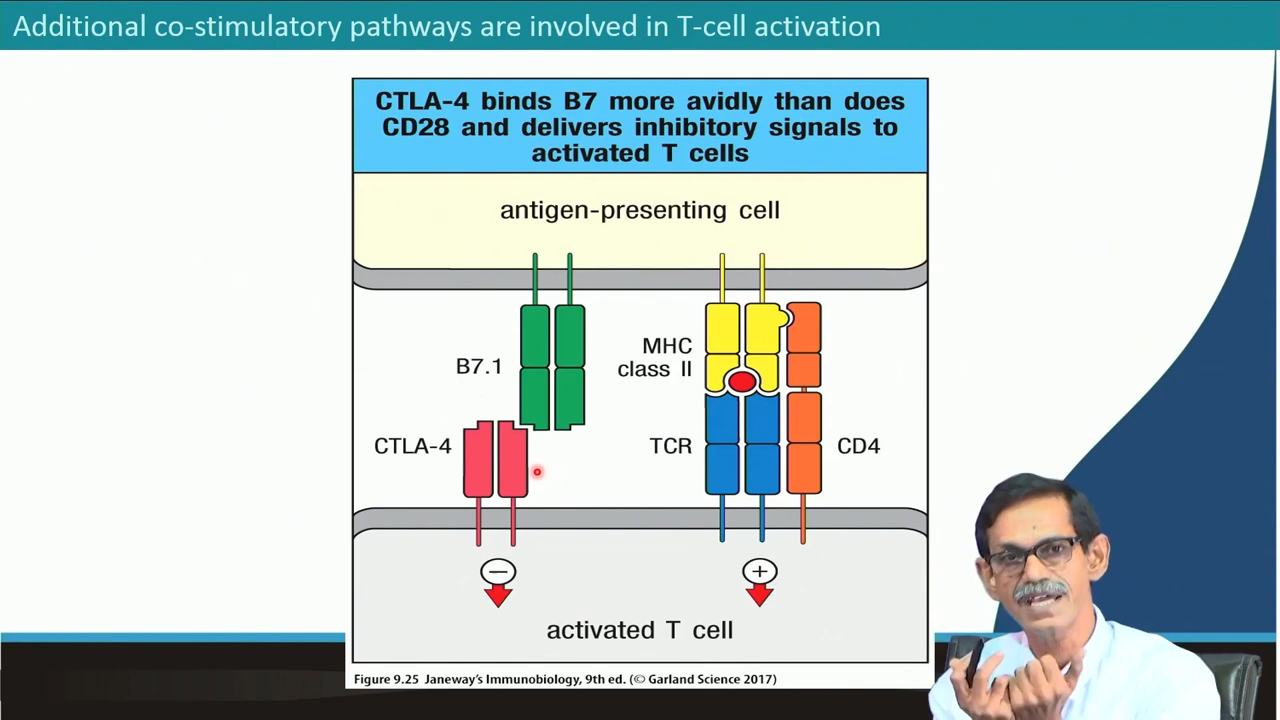 Additional co-stimulatory pathways are involved in T-cell activation
CTLA-4 binds B7 more avidly than does
CD28 and delivers inhibitory signals to
activated T cells
antigen-presenting cell
B7.1
MHC
class II
CTLA-4
TCR
CD4
−
+
activated T cell
Figure 9.25 Janeway's Immunobiology, 9th ed. (© Garland Science 2017)